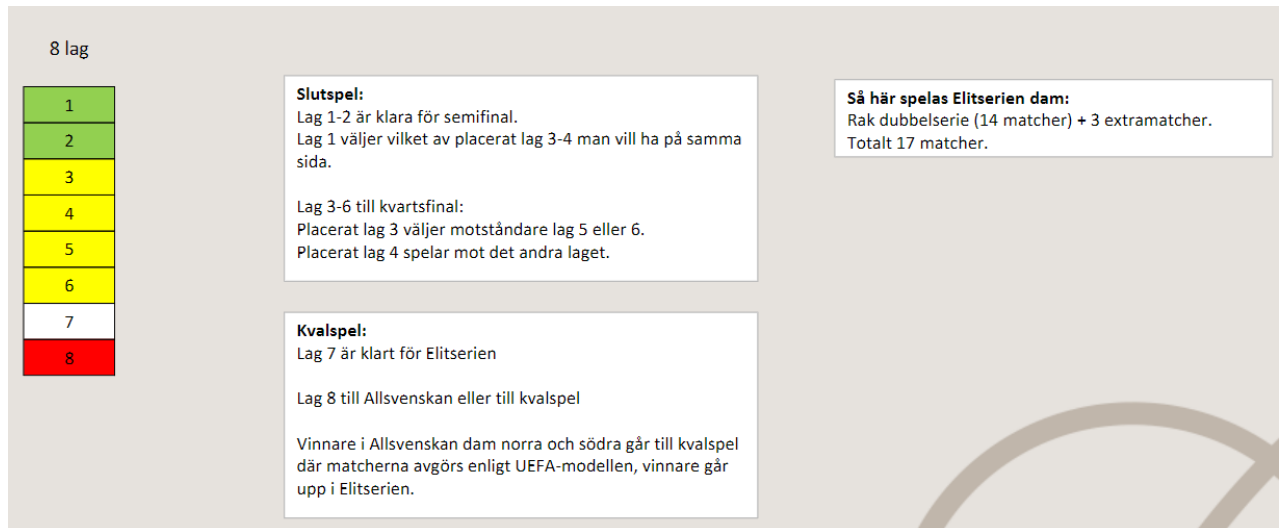 8 lag
1
2
3
4
5
6
7
8
Slutspel:
Lag 1-2 är klara för semifinal.
Lag 1 väljer vilket av placerat lag 3-4 man vill ha på samma
sida.
Lag 3-6 till kvartsfinal:
Placerat lag 3 väljer motståndare lag 5 eller 6.
Placerat lag 4 spelar mot det andra laget.
Kvalspel:
Lag 7 är klart för Elitserien
Lag 8 till Allsvenskan eller till kvalspel
Vinnare i Allsvenskan dam norra och södra går till kvalspel
där matcherna avgörs enligt UEFA-modellen, vinnare går
upp i Elitserien.
Så här spelas Elitserien dam:
Rak dubbelserie (14 matcher) + 3 extramatcher.
Totalt 17 matcher.